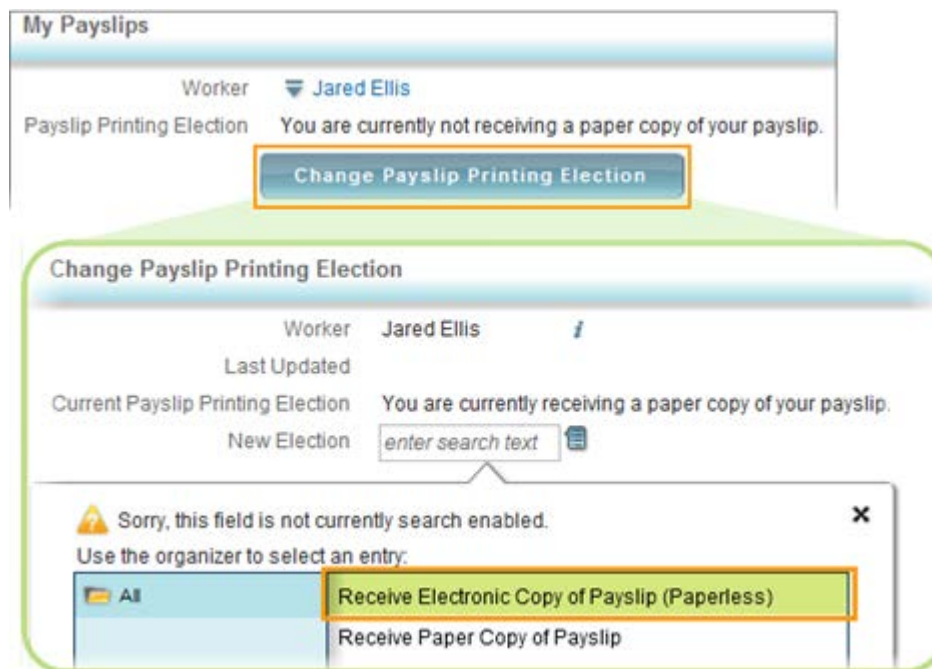 My Payslips
Worker Jared Ellis
Payslip Printing Election You are currently not receiving a paper copy of your payslip.
Change Payslip Printing Election
Change Payslip Printing Election
Worker Jared Ellis i
Last Updated
Current Payslip Printing Election You are currently receiving a paper copy of your payslip.
New Election enter search text
Sorry, this field is not currently search enabled.
Use the organizer to select an entry:
All Receive Electronic Copy of Payslip (Paperless)
Receive Paper Copy of Payslip